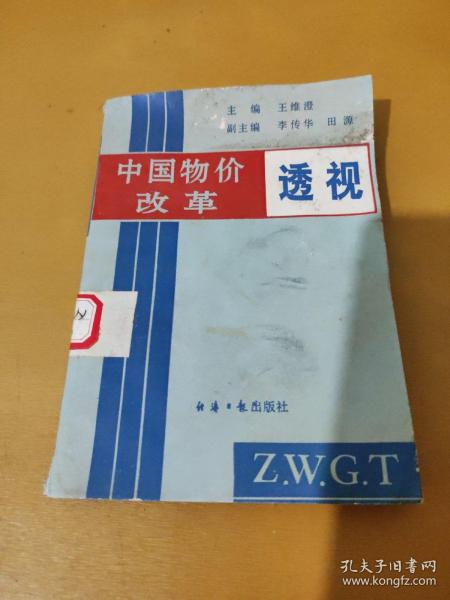 主编 王维澄
副主编 李传华 田源
中国物价
改革
透视
经济日报出版社
Z.W.G.T
孔夫子旧书网
www.kongfz.com